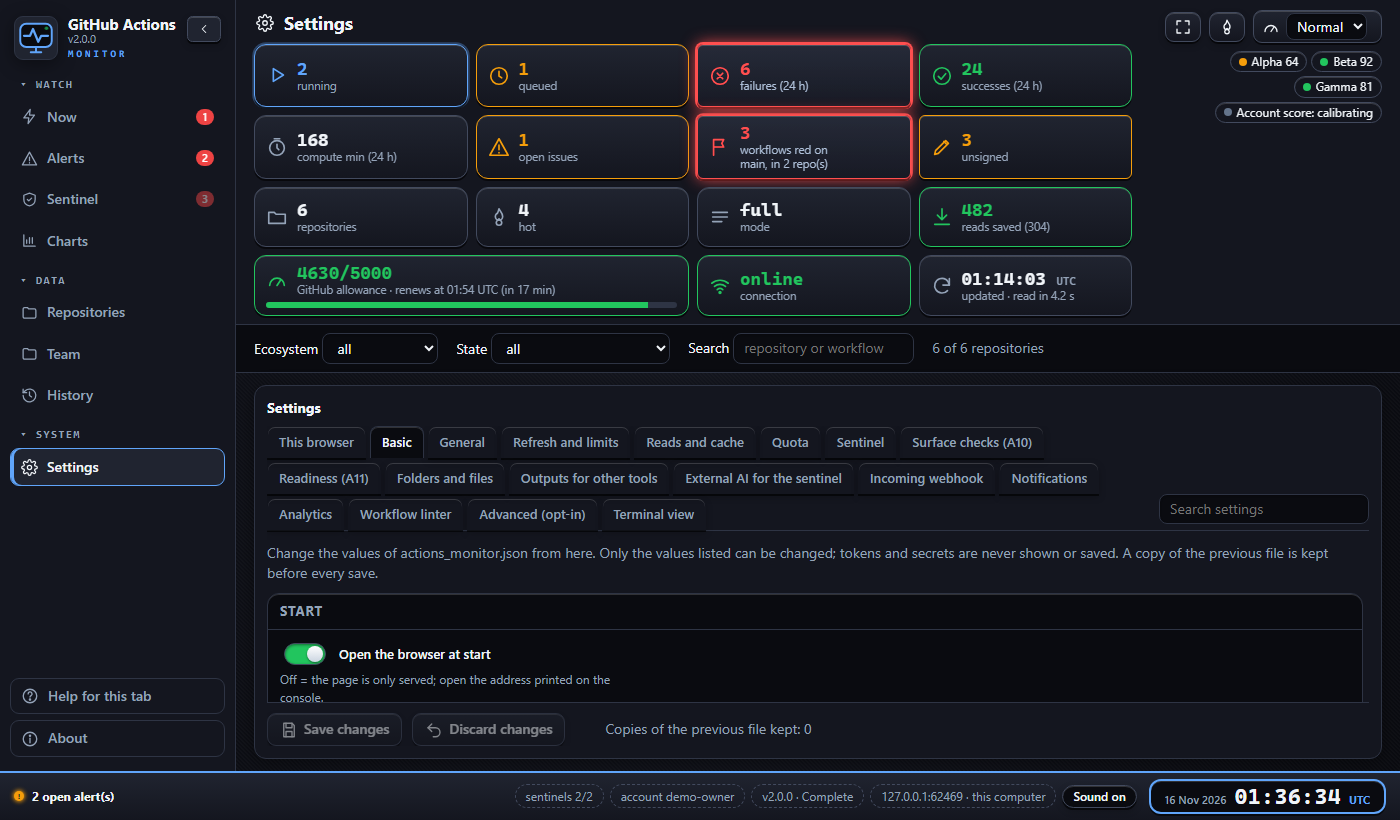 GitHub Actions
v2.0.0
MONITOR
WATCH
Now 1
Alerts 2
Sentinel 3
Charts
DATA
Repositories
Team
History
SYSTEM
Settings
Help for this tab
About
Settings
Normal
Alpha 64
Beta 92
Gamma 81
Account score: calibrating
2
running
1
queued
6
failures (24 h)
24
successes (24 h)
168
compute min (24 h)
1
open issues
3
workflows red on
main, in 2 repo(s)
3
unsigned
6
repositories
4
hot
full
mode
482
reads saved (304)
4630/5000
GitHub allowance · renews at 01:54 UTC (in 17 min)
online
connection
01:14:03 UTC
updated · read in 4.2 s
Ecosystem all State all Search repository or workflow 6 of 6 repositories
Settings
This browser Basic General Refresh and limits Reads and cache Quota Sentinel Surface checks (A10)
Readiness (A11) Folders and files Outputs for other tools External AI for the sentinel Incoming webhook Notifications
Analytics Workflow linter Advanced (opt-in) Terminal view
Search settings
Change the values of actions_monitor.json from here. Only the values listed can be changed; tokens and secrets are never shown or saved. A copy of the previous file is kept
before every save.
START
Open the browser at start
Off = the page is only served; open the address printed on the
console.
Save changes Discard changes Copies of the previous file kept: 0
2 open alert(s)
sentinels 2/2 account demo-owner v2.0.0 · Complete 127.0.0.1:62469 · this computer Sound on 16 Nov 2026 01:36:34 UTC